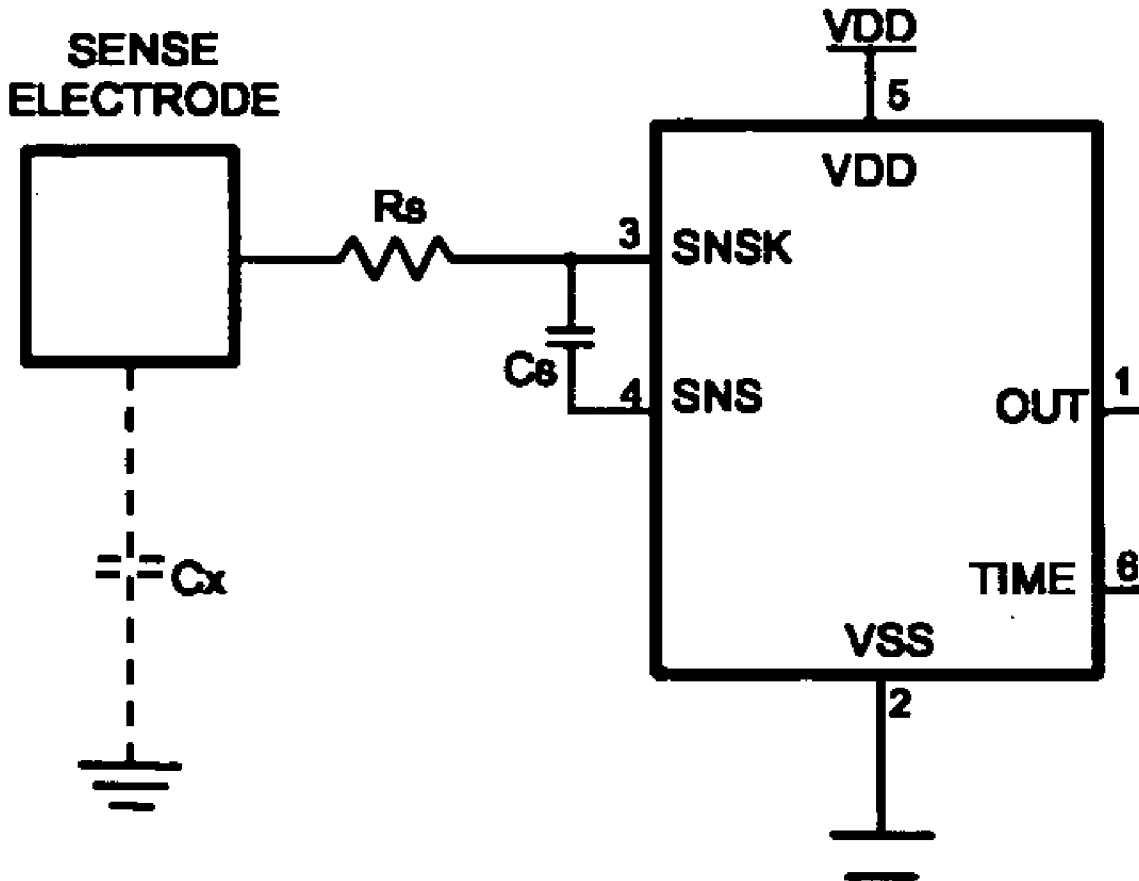 SENSE
ELECTRODE
VDD
5
VDD
Rs
3
SNSK
Cs
4
SNS
1
OUT
Cx
6
TIME
VSS
2